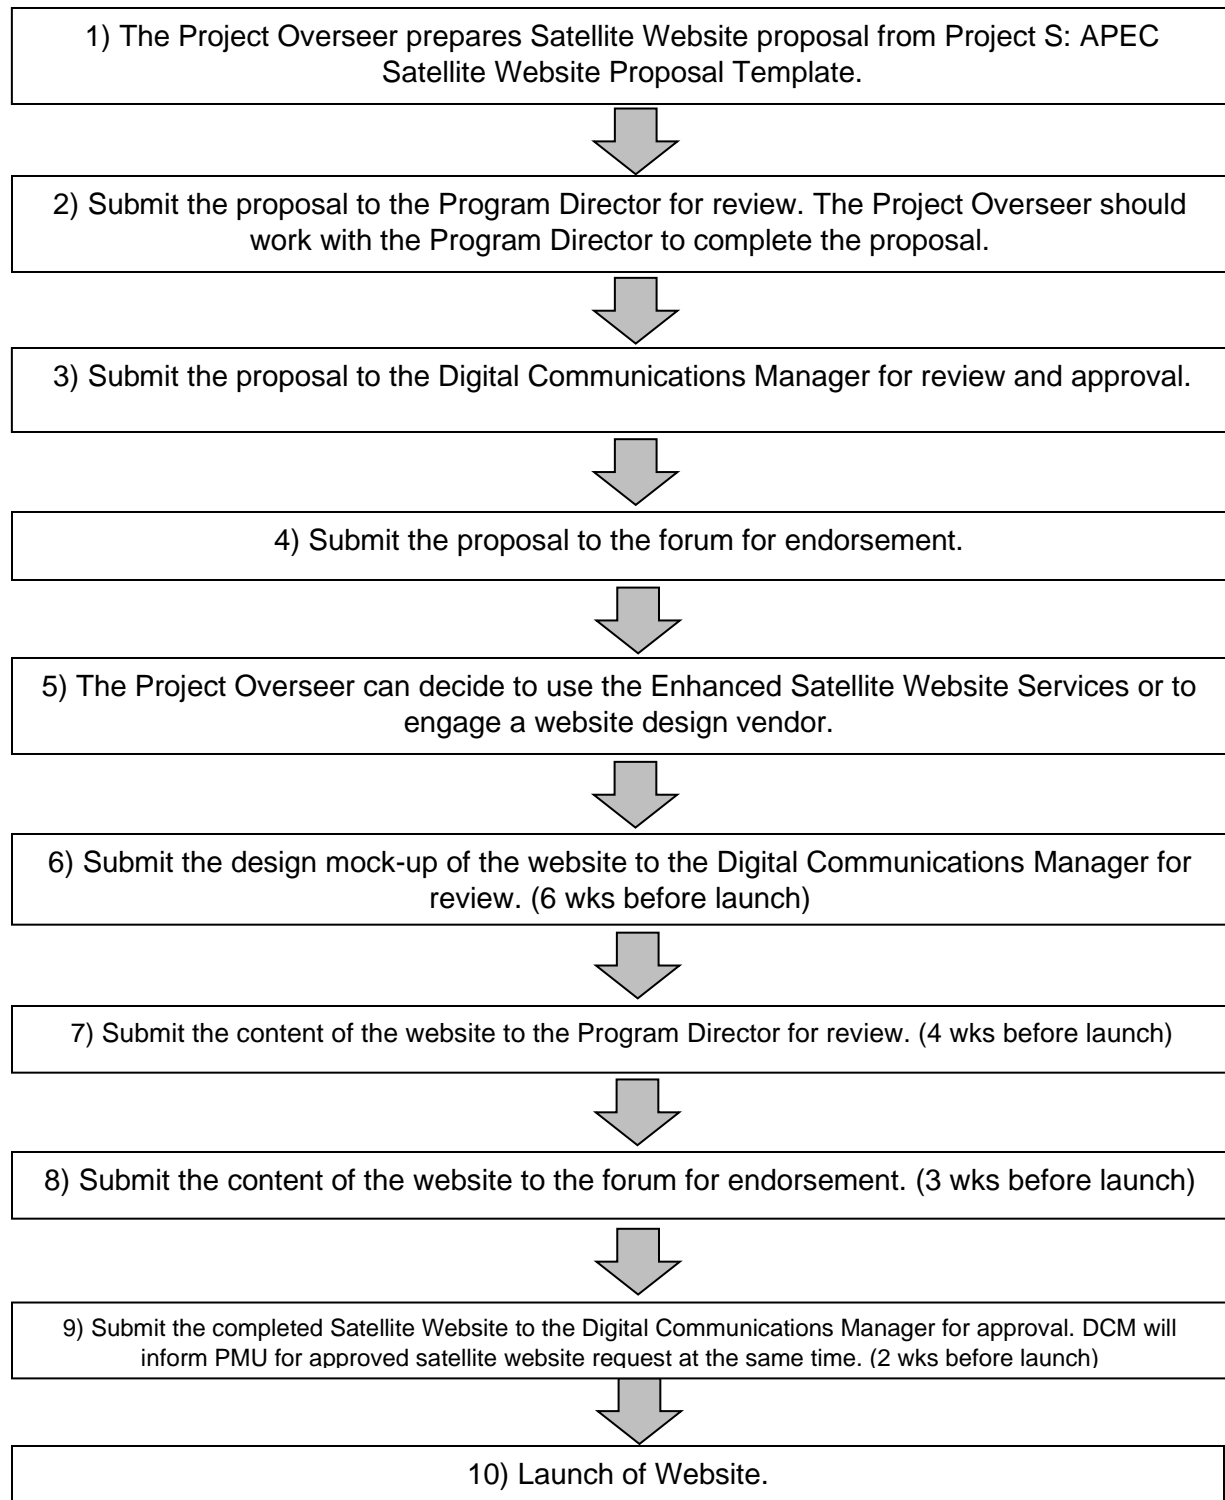 1) The Project Overseer prepares Satellite Website proposal from Project S: APEC
Satellite Website Proposal Template.
2) Submit the proposal to the Program Director for review. The Project Overseer should
work with the Program Director to complete the proposal.
3) Submit the proposal to the Digital Communications Manager for review and approval.
4) Submit the proposal to the forum for endorsement.
5) The Project Overseer can decide to use the Enhanced Satellite Website Services or to
engage a website design vendor.
6) Submit the design mock-up of the website to the Digital Communications Manager for
review. (6 wks before launch)
7) Submit the content of the website to the Program Director for review. (4 wks before launch)
8) Submit the content of the website to the forum for endorsement. (3 wks before launch)
9) Submit the completed Satellite Website to the Digital Communications Manager for approval. DCM will
inform PMU for approved satellite website request at the same time. (2 wks before launch)
10) Launch of Website.